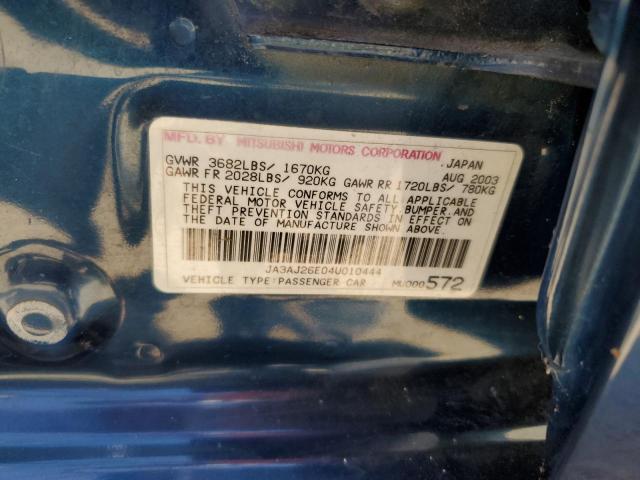 MFD. BY MITSUBISHI MOTORS CORPORATION
GVWR 3682LBS/ 1670KG JAPAN
GAWR FR 2028LBS/ 920KG GAWR RR 1720LBS/ 780KG AUG 2003
THIS VEHICLE CONFORMS TO ALL APPLICABLE
FEDERAL MOTOR VEHICLE SAFETY BUMPER,AND
THEFT PREVENTION STANDARDS IN EFFECT ON
THE DATE OF MANUFACTURE SHOWN ABOVE.
JA3AJ26E04U010444
VEHICLE TYPE:PASSENGER CAR MU000572